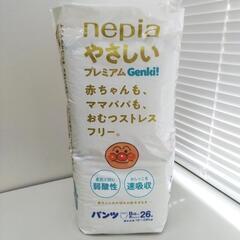 nepia
やさしい
プレミアムGenki!
赤ちゃんも、
ママパパも、
おむつストレス
フリー。
弱酸性
速吸収
パンツ
26